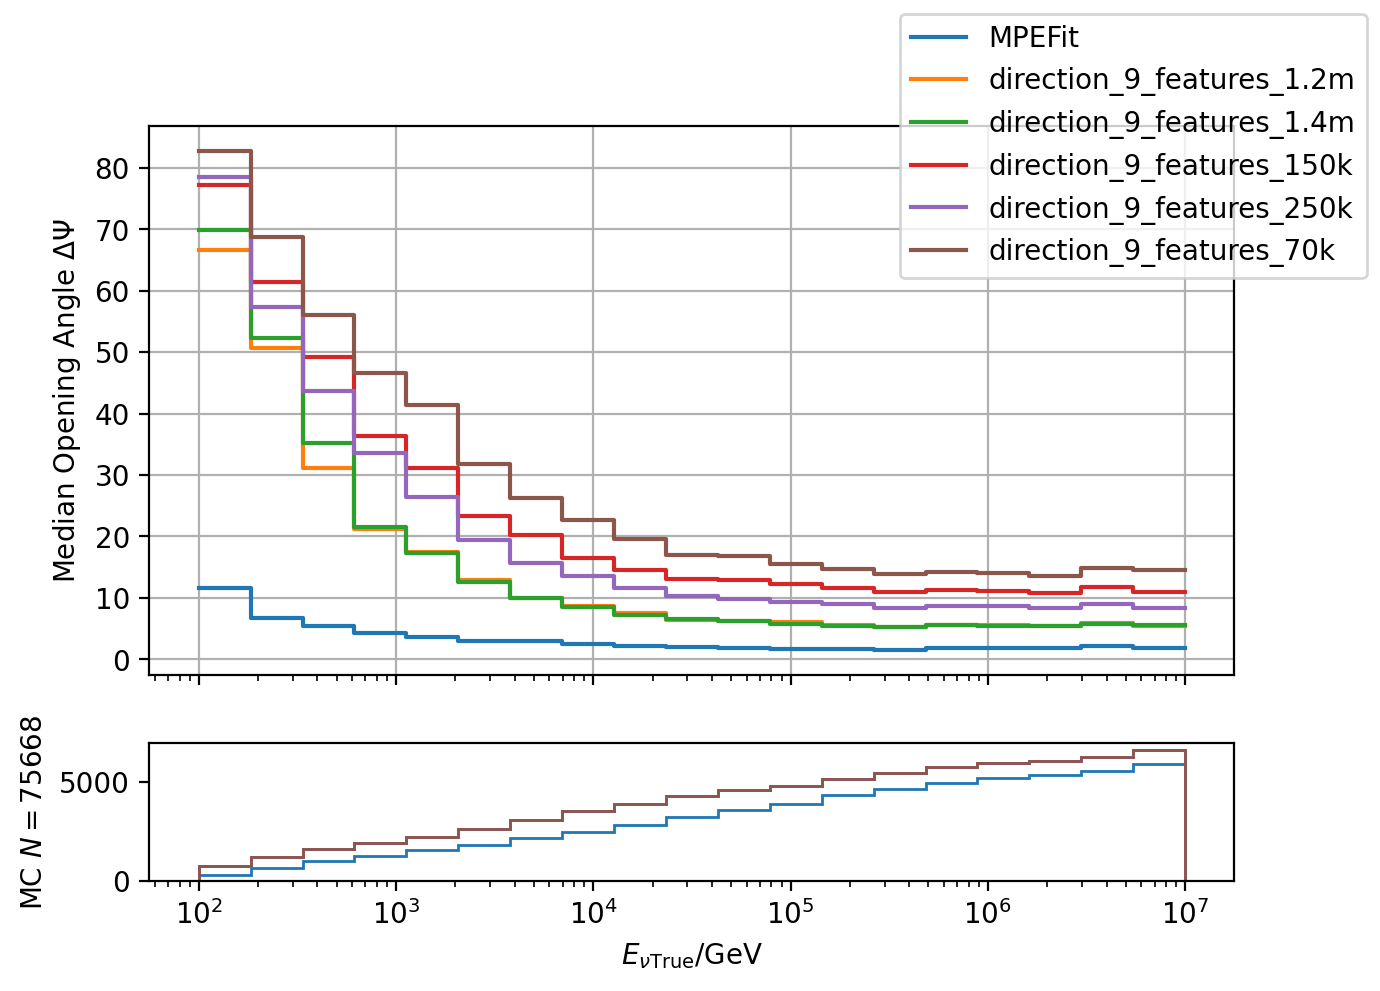 MPEFit
direction_9_features_1.2m
direction_9_features_1.4m
direction_9_features_150k
direction_9_features_250k
direction_9_features_70k
Median Opening Angle ΔΨ
80
70
60
50
40
30
20
10
0
MC N = 75668
5000
0
10² 10³ 10⁴ 10⁵ 10⁶ 10⁷
E_νTrue/GeV